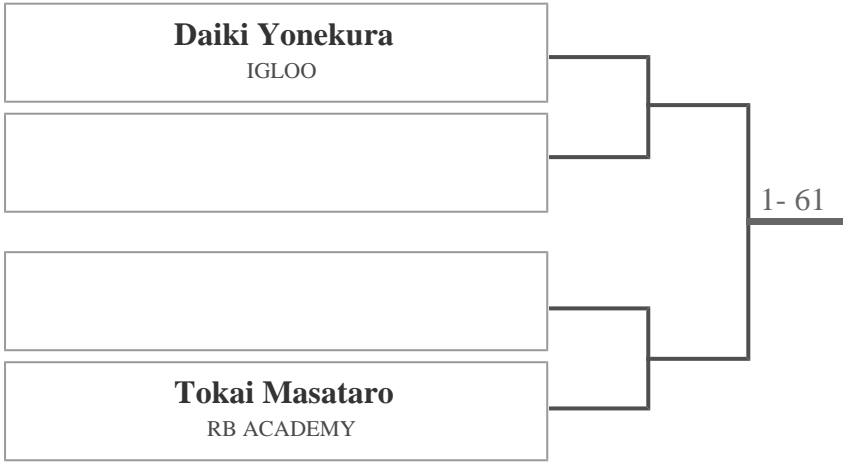 Daiki Yonekura
IGLOO
1- 61
Tokai Masataro
RB ACADEMY